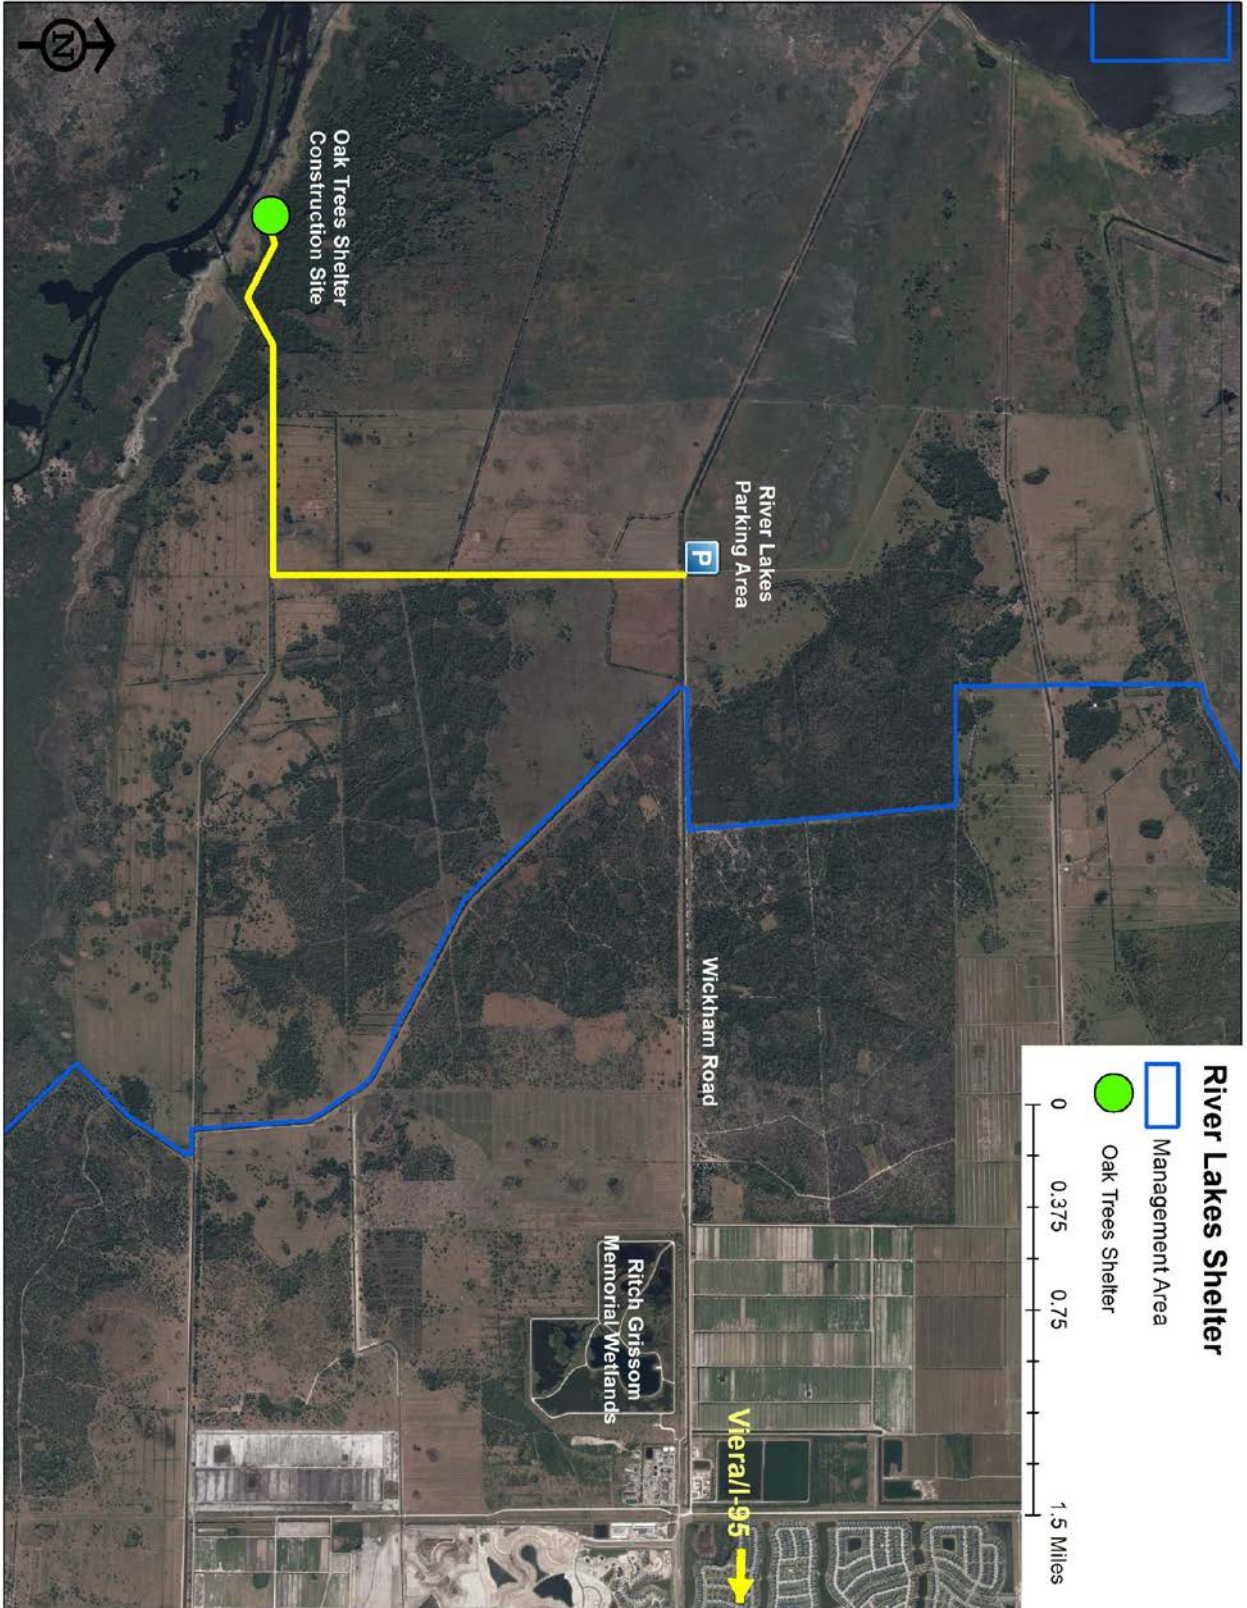 River Lakes Shelter
Management Area
Oak Trees Shelter
0 0.375 0.75 1.5 Miles
River Lakes
Parking Area
P
Wickham Road
Viera/I-95
Ritch Grissom
Memorial Wetlands
Oak Trees Shelter
Construction Site
N